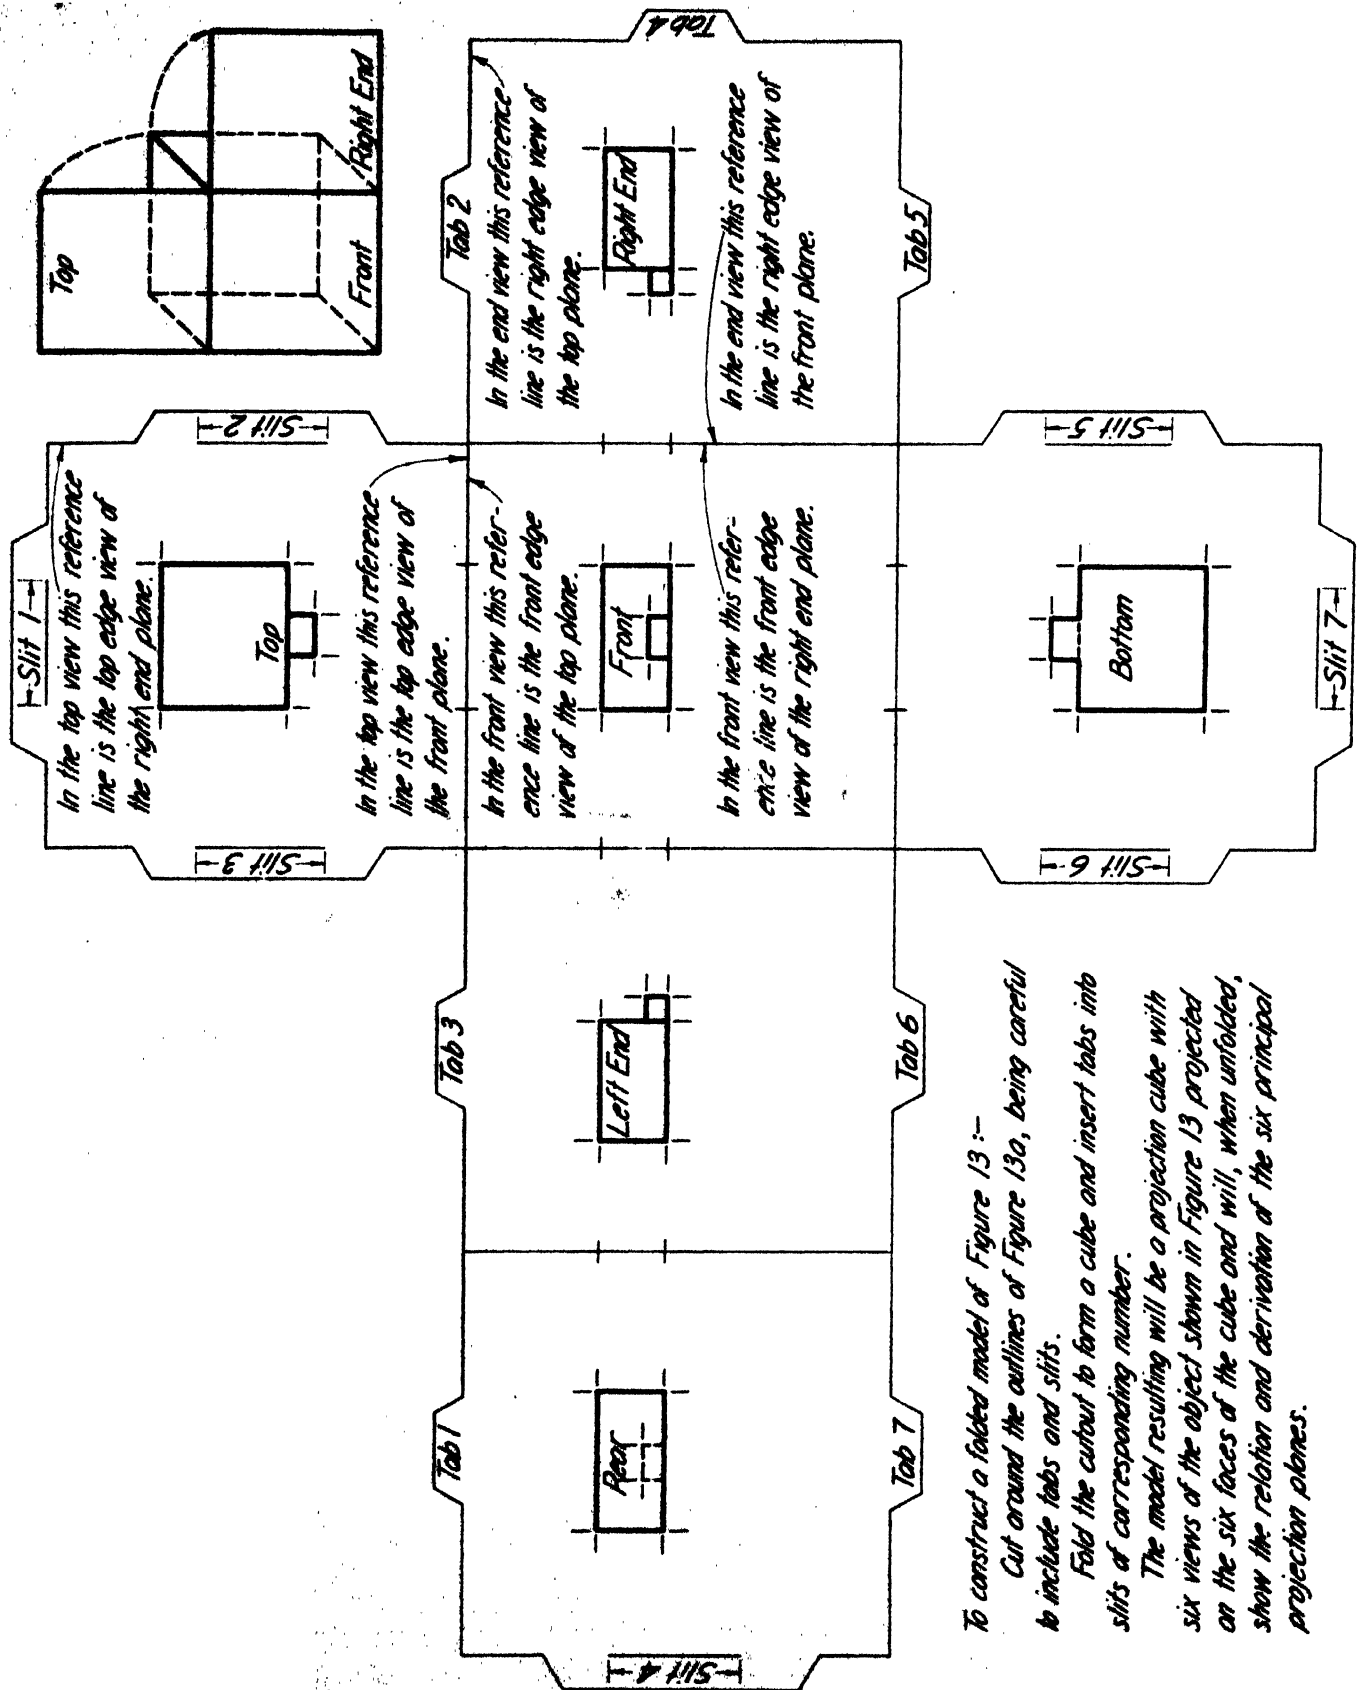 Top
Front
Right End
Slit 1
In the top view this reference
line is the top edge view of
the right end plane.
Slit 2
Slit 3
Top
In the top view this reference
line is the top edge view of
the front plane.
Tab 1
Tab 3
Tab 2
Tab 4
In the front view this refer-
ence line is the front edge
view of the top plane.
In the end view this reference
line is the right edge view of
the top plane.
Rear
Left End
Front
Right End
In the front view this refer-
ence line is the front edge
view of the right end plane.
In the end view this reference
line is the right edge view of
the front plane.
Slit 4
Tab 7
Tab 6
Tab 5
Slit 6
Slit 5
Bottom
Slit 7
To construct a folded model of Figure 13:-
Cut around the outlines of Figure 13a, being careful
to include tabs and slits.
Fold the cutout to form a cube and insert tabs into
slits of corresponding number.
The model resulting will be a projection cube with
six views of the object shown in Figure 13 projected
on the six faces of the cube and will, when unfolded,
show the relation and derivation of the six principal
projection planes.